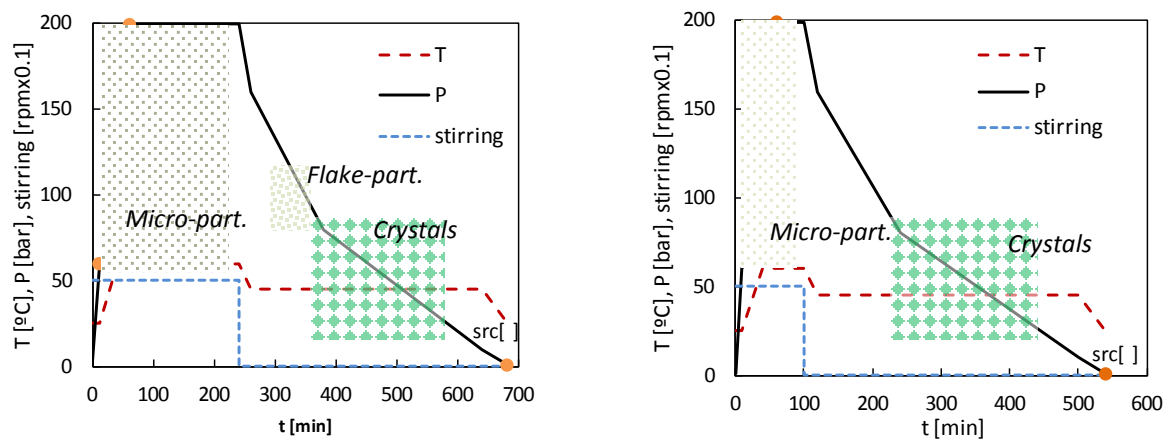 T [ºC], P [bar], stirring [rpmx0.1]
200
150
100
50
0
0
100
200
300
400
500
600
700
t [min]
T
P
stirring
Flake-part.
Micro-part.
Crystals
src[ ]
T [ºC], P [bar], stirring [rpmx0.1]
200
150
100
50
0
0
100
200
300
400
500
600
t [min]
T
P
stirring
Micro-part.
Crystals
src[ ]